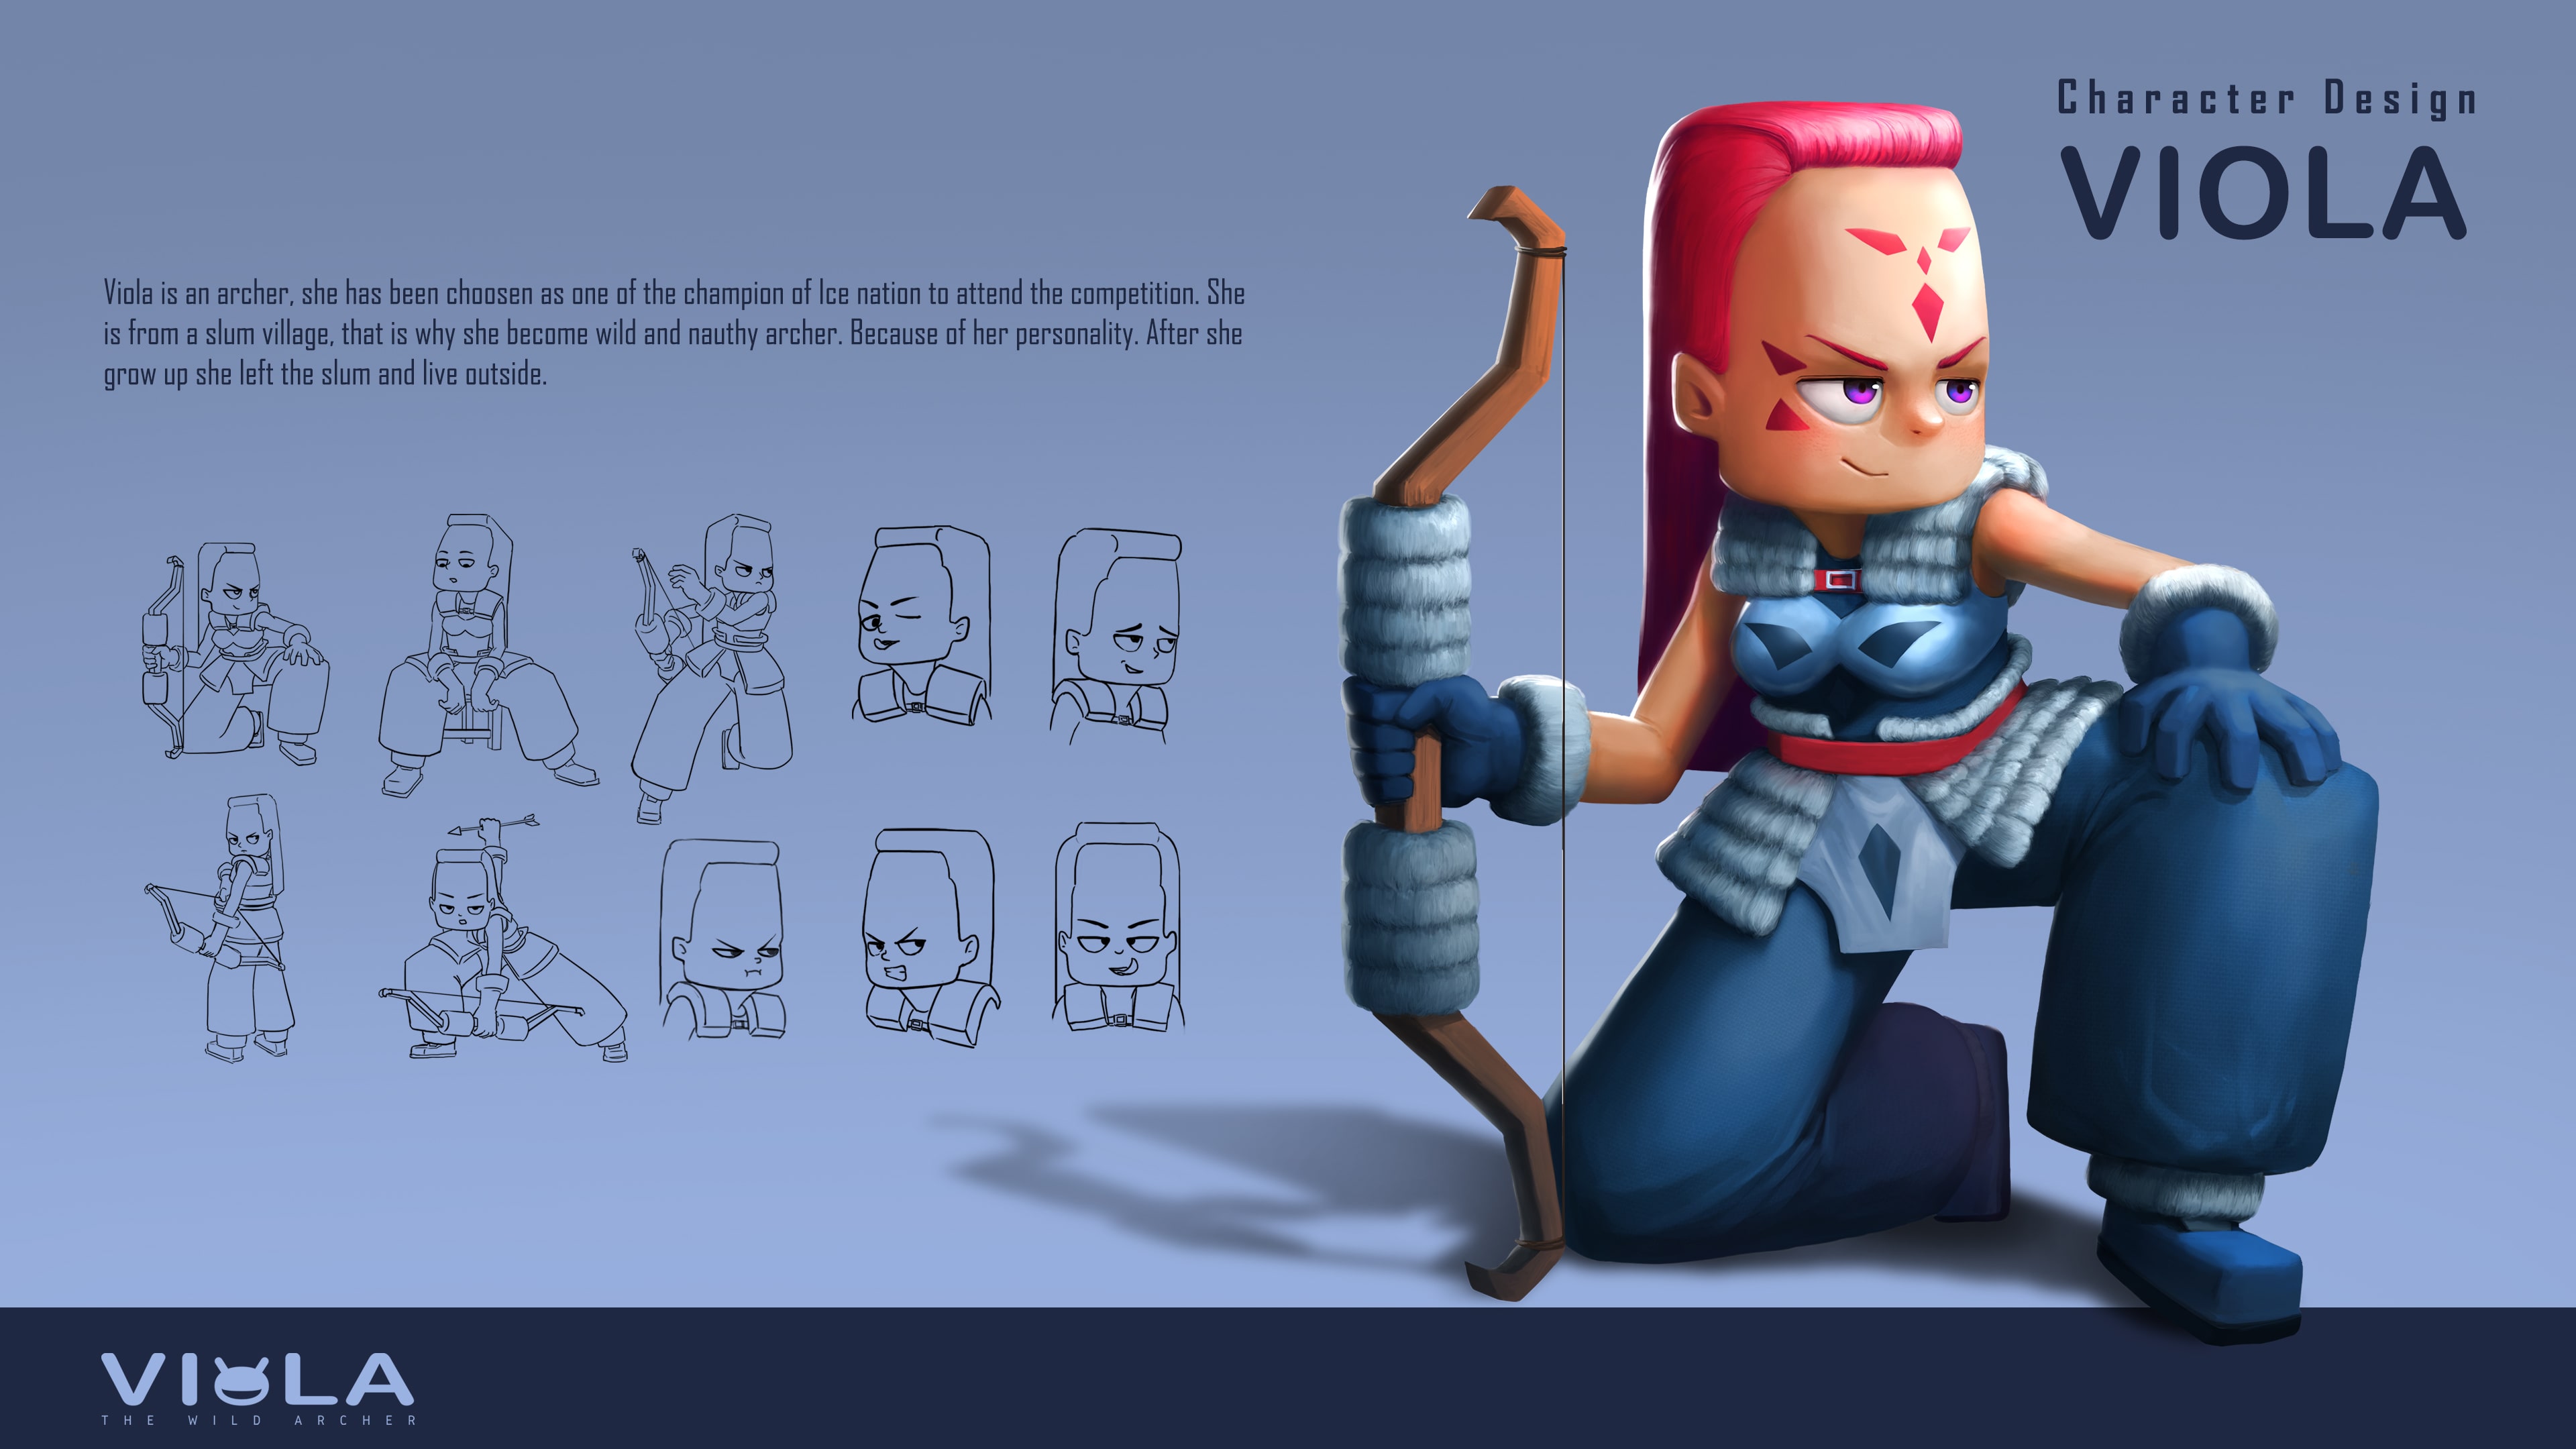 Character Design
VIOLA
Viola is an archer, she has been choosen as one of the champion of Ice nation to attend the competition. She
is from a slum village, that is why she become wild and nauthy archer. Because of her personality. After she
grow up she left the slum and live outside.
VIOLA
THE WILD ARCHER